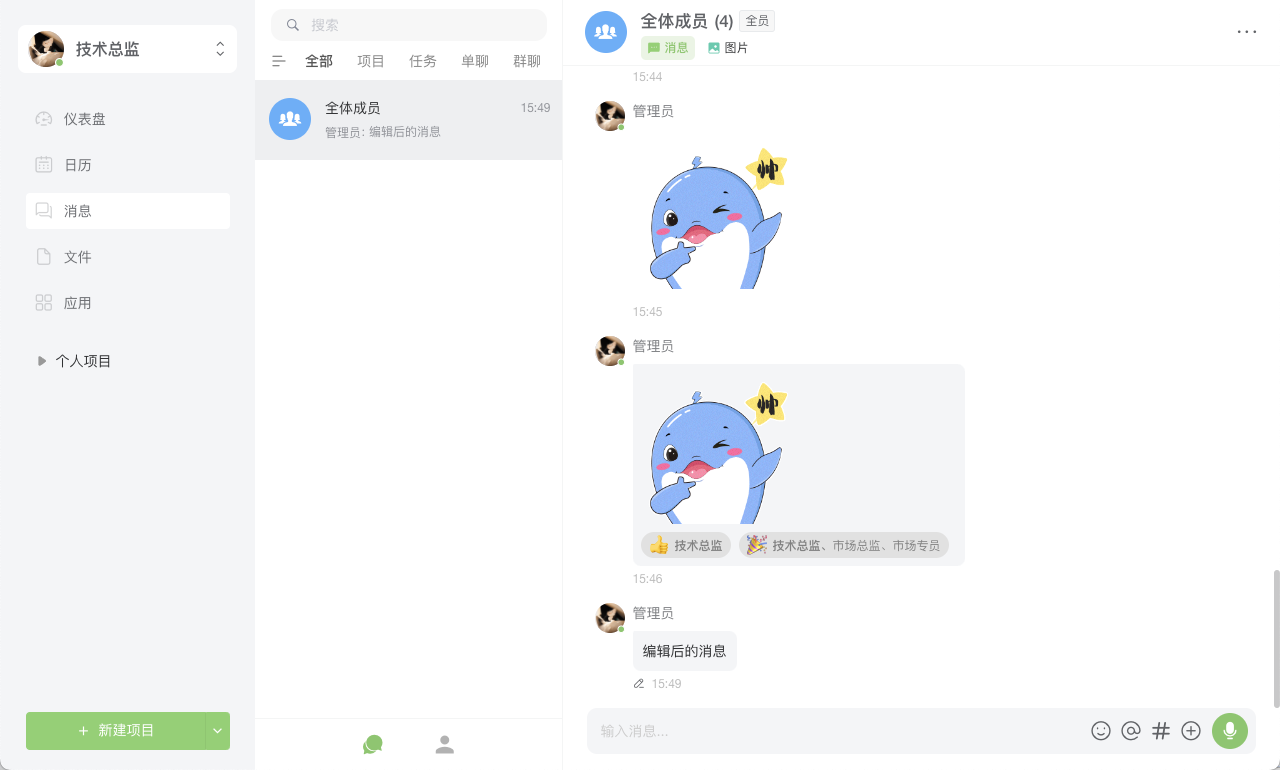 技术总监
仪表盘
日历
消息
文件
应用
个人项目
新建项目
搜索
全部 项目 任务 单聊 群聊
全体成员 15:49
管理员: 编辑后的消息
全体成员 (4) 全员
消息 图片
15:44
管理员
帅
15:45
管理员
帅
技术总监 技术总监、市场总监、市场专员
15:46
管理员
编辑后的消息
15:49
输入消息...